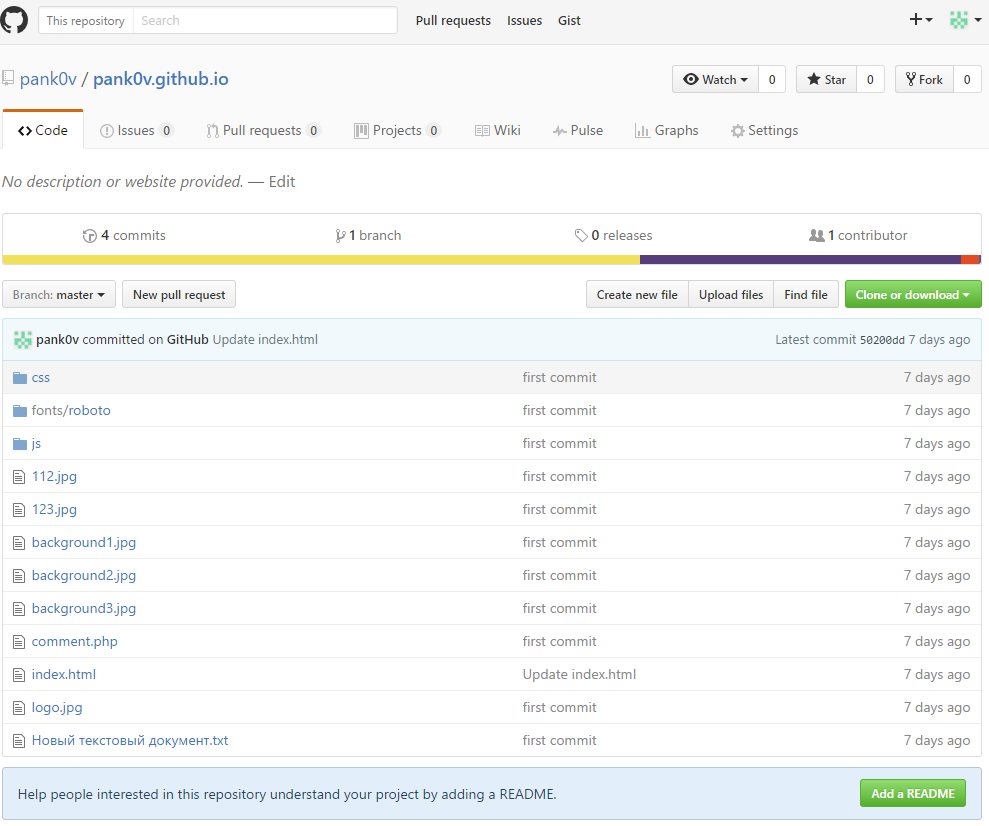 This repository Search Pull requests Issues Gist
pank0v / pank0v.github.io Watch 0 Star 0 Fork 0
Code Issues 0 Pull requests 0 Projects 0 Wiki Pulse Graphs Settings
No description or website provided. — Edit
4 commits 1 branch 0 releases 1 contributor
Branch: master New pull request Create new file Upload files Find file Clone or download
pank0v committed on GitHub Update index.html Latest commit 50200dd 7 days ago
css first commit 7 days ago
fonts/roboto first commit 7 days ago
js first commit 7 days ago
112.jpg first commit 7 days ago
123.jpg first commit 7 days ago
background1.jpg first commit 7 days ago
background2.jpg first commit 7 days ago
background3.jpg first commit 7 days ago
comment.php first commit 7 days ago
index.html Update index.html 7 days ago
logo.jpg first commit 7 days ago
Новый текстовый документ.txt first commit 7 days ago
Help people interested in this repository understand your project by adding a README. Add a README